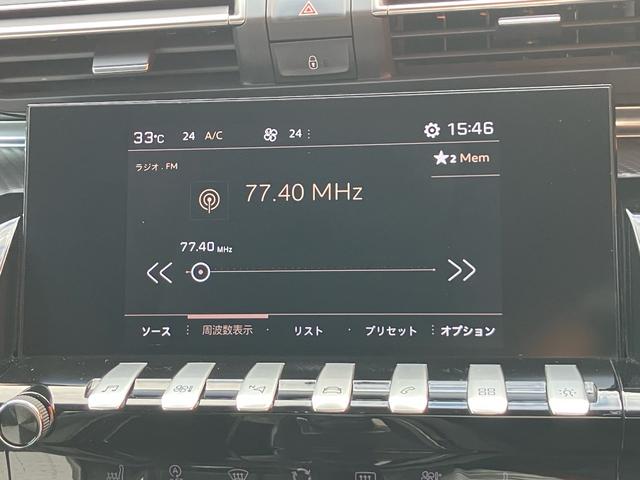 33°C 24 A/C 24 15:46
ラジオ . FM
2 Mem
77.40 MHz
77.40 MHz
ソース 周波数表示 リスト プリセット オプション